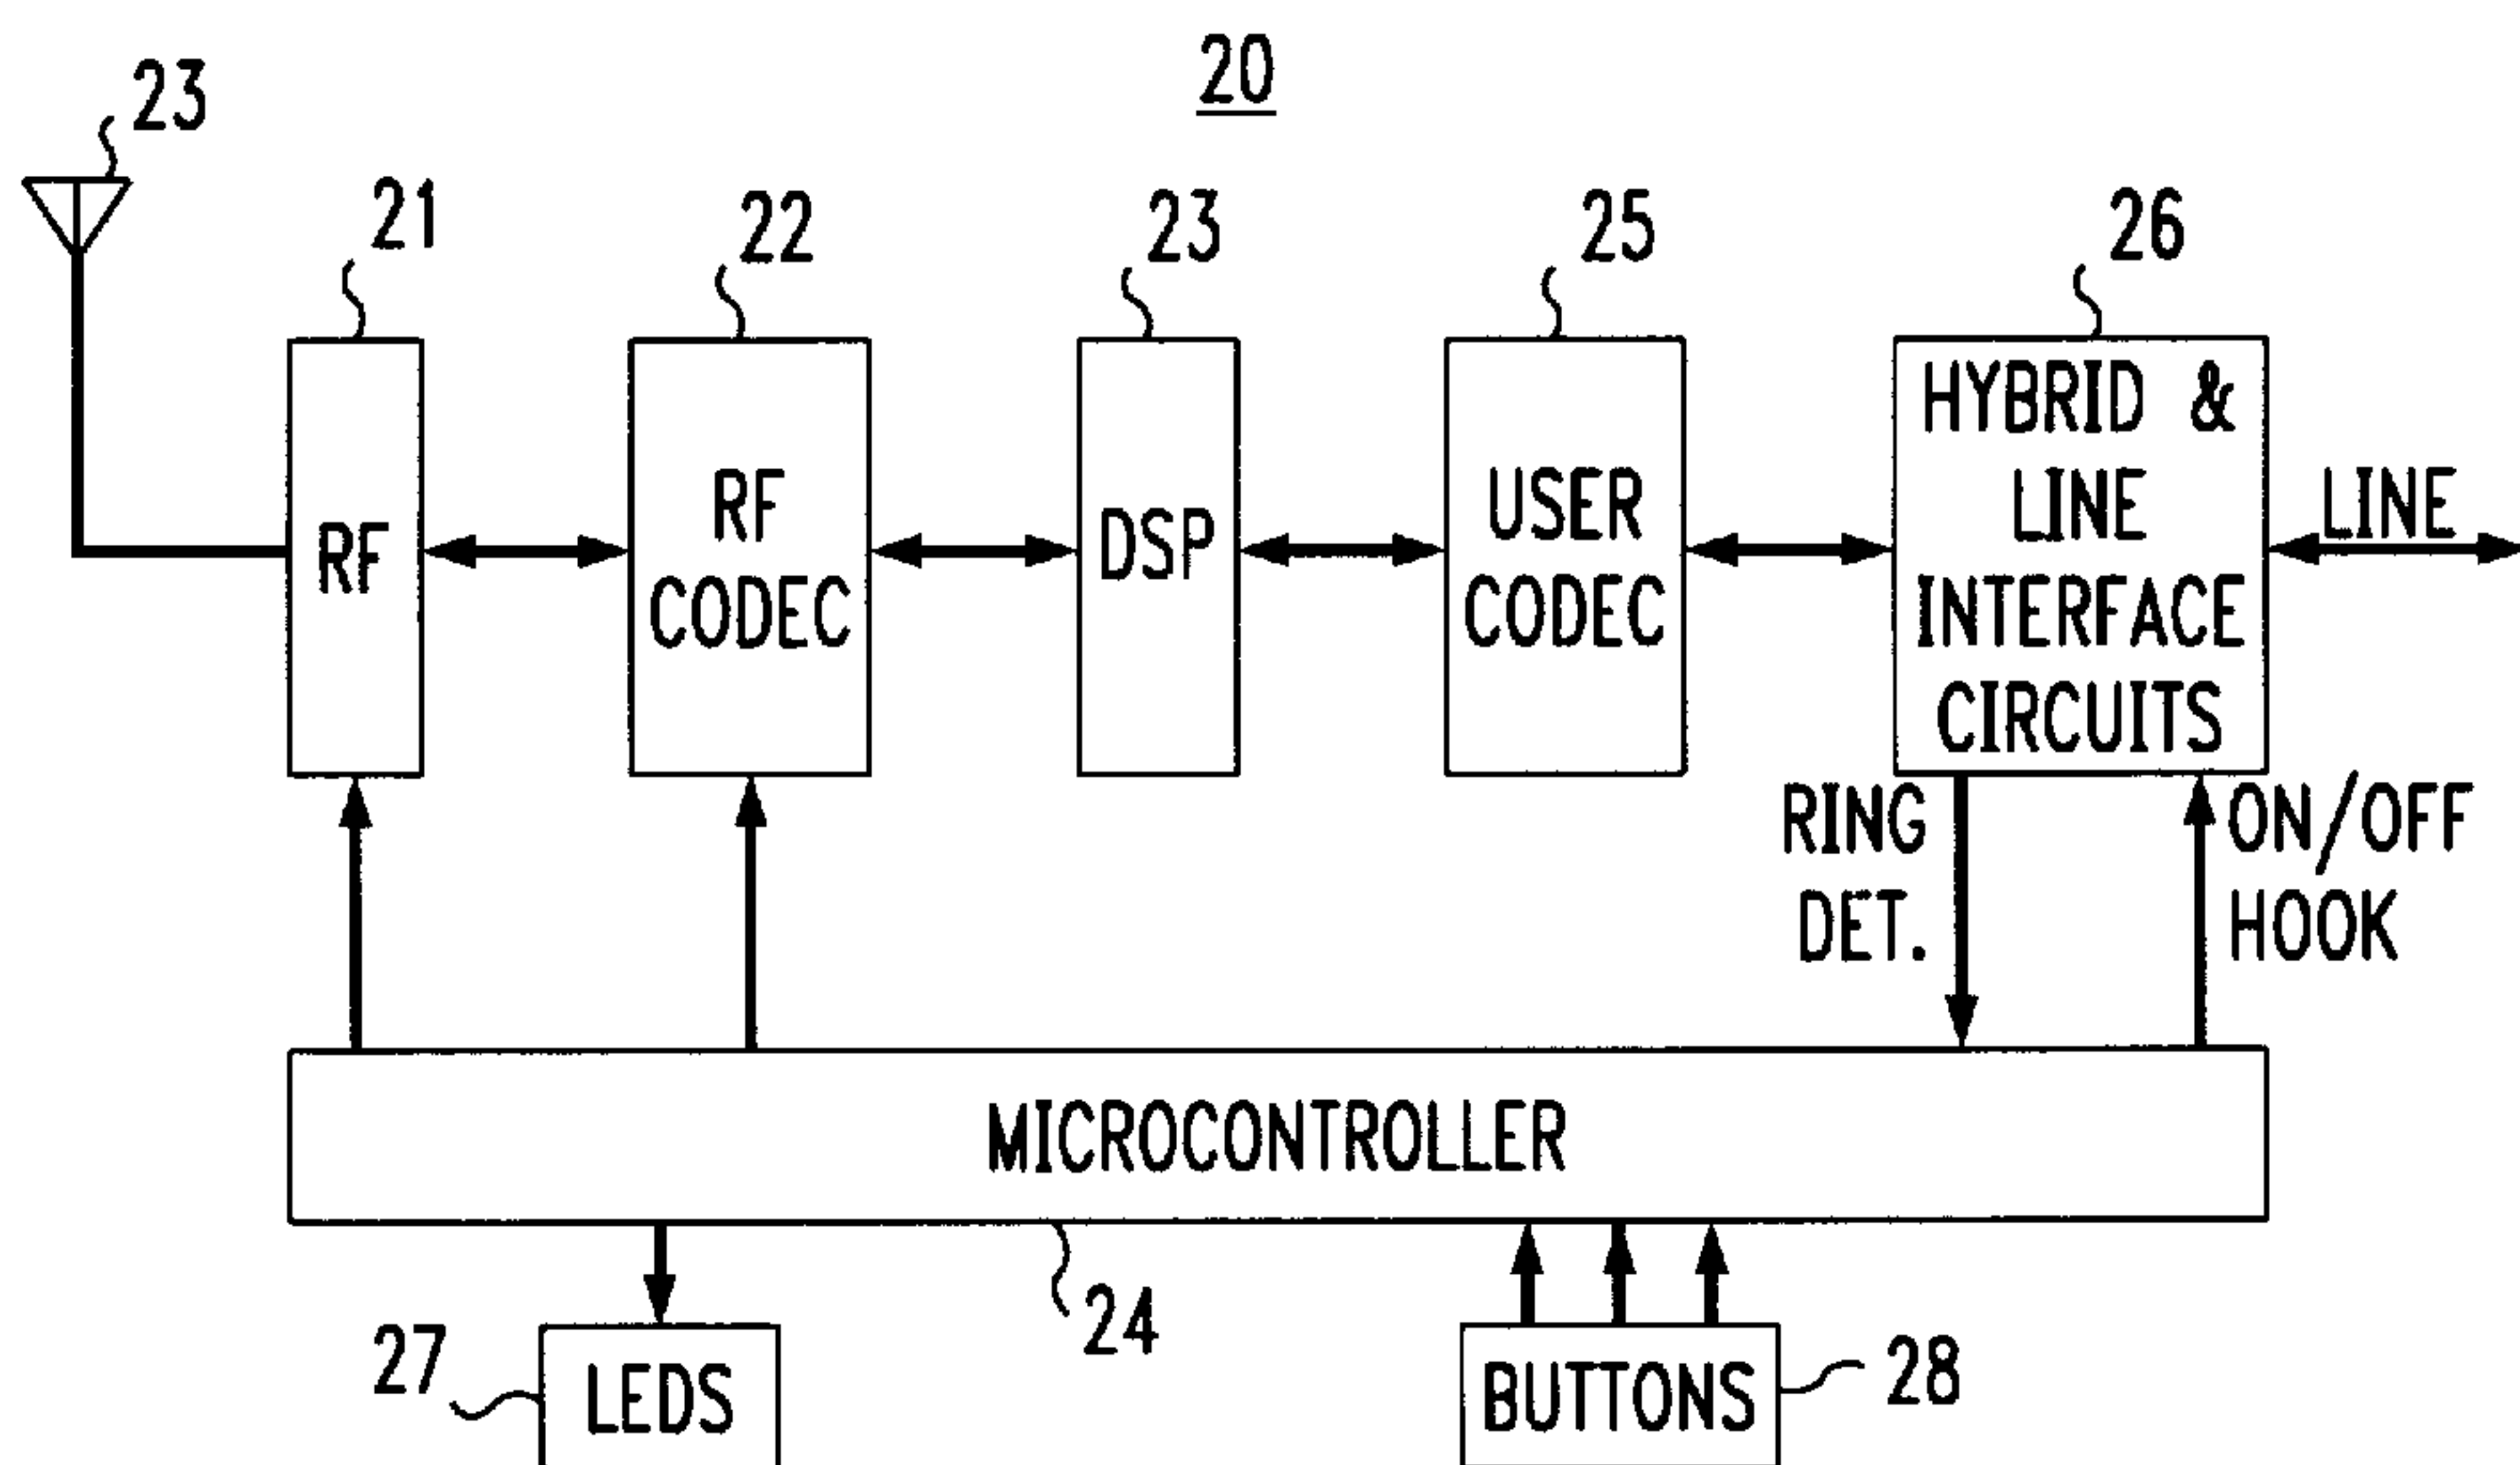 20
23
21
22
23
25
26
RF
RF
CODEC
DSP
USER
CODEC
HYBRID &
LINE
INTERFACE
CIRCUITS
LINE
RING
DET.
ON/OFF
HOOK
MICROCONTROLLER
24
27
LEDS
BUTTONS
28